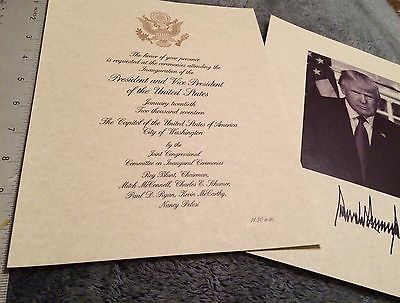 The honor of your presence
is requested at the ceremonies attending the
Inauguration of the
President and Vice President
of the United States
January twentieth
Two thousand seventeen
The Capitol of the United States of America
City of Washington
by the
Joint Congressional
Committee on Inaugural Ceremonies
Roy Blunt, Chairman,
Mitch McConnell, Charles E. Schumer,
Paul D. Ryan, Kevin McCarthy,
Nancy Pelosi
11:30 a.m.